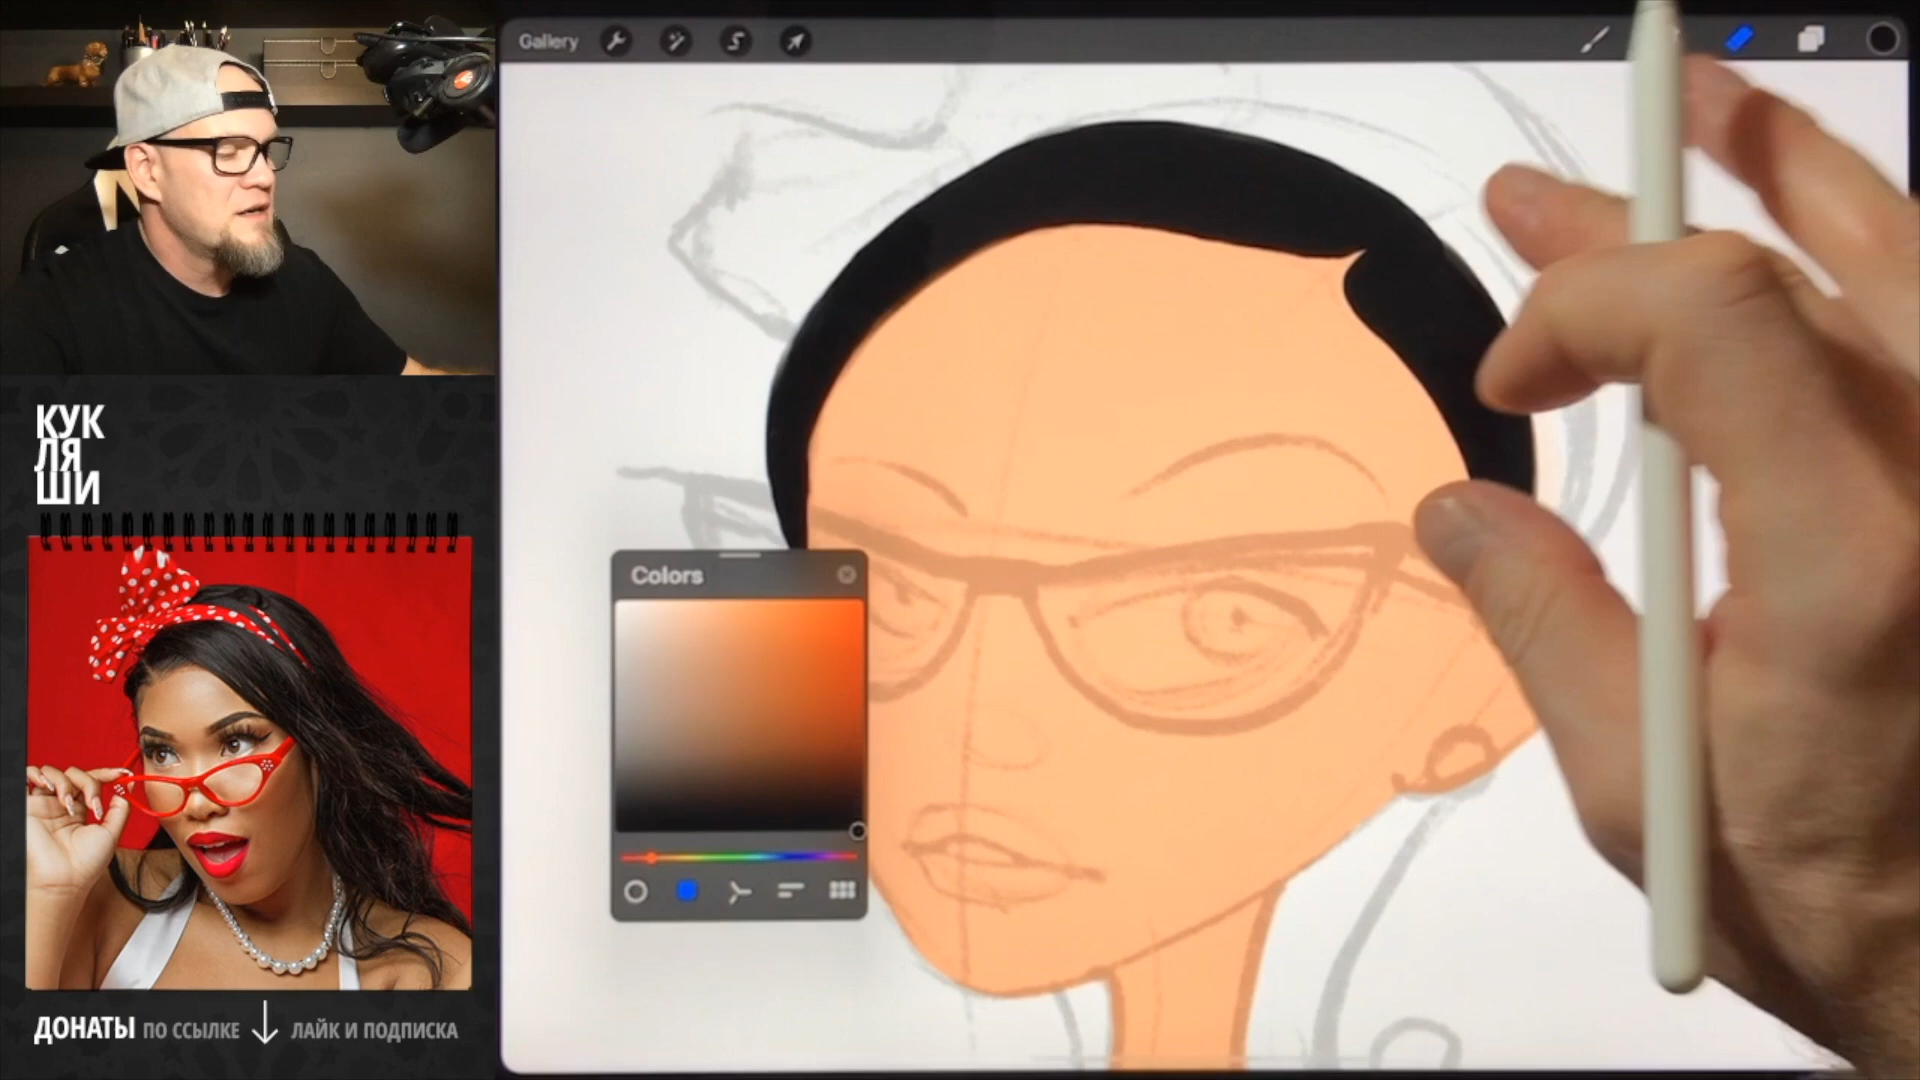 Gallery
КУК
ЛЯ
ШИ
Colors
ДОНАТЫ ПО ССЫЛКЕ ЛАЙК И ПОДПИСКА